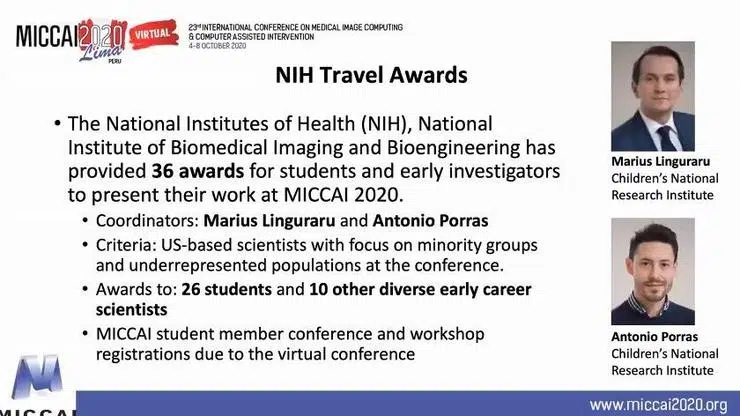 MICCAI2020
Lima
PERU
VIRTUAL
23rd INTERNATIONAL CONFERENCE ON MEDICAL IMAGE COMPUTING
& COMPUTER ASSISTED INTERVENTION
4-8 OCTOBER 2020
NIH Travel Awards
• The National Institutes of Health (NIH), National
Institute of Biomedical Imaging and Bioengineering has
provided 36 awards for students and early investigators
to present their work at MICCAI 2020.
• Coordinators: Marius Linguraru and Antonio Porras
• Criteria: US-based scientists with focus on minority groups
and underrepresented populations at the conference.
• Awards to: 26 students and 10 other diverse early career
scientists
• MICCAI student member conference and workshop
registrations due to the virtual conference
Marius Linguraru
Children's National
Research Institute
Antonio Porras
Children's National
Research Institute
MICCAI
www.miccai2020.org